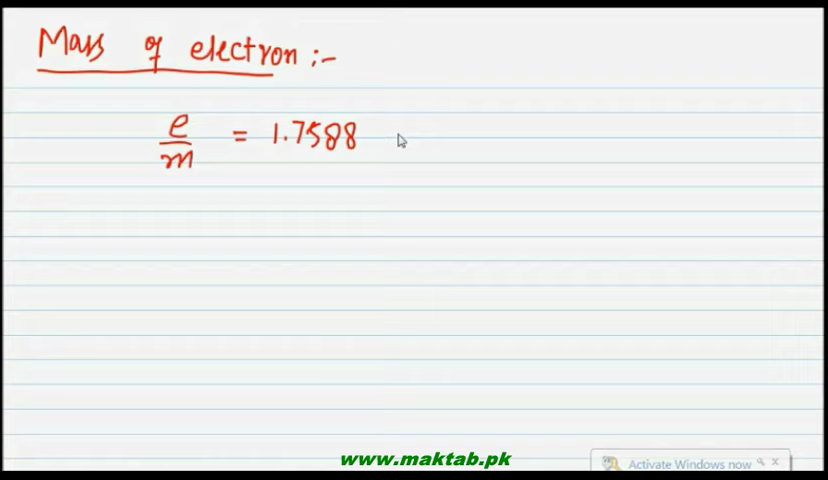 Mass of electron :-
e/m = 1.7588
www.maktab.pk
Activate Windows now